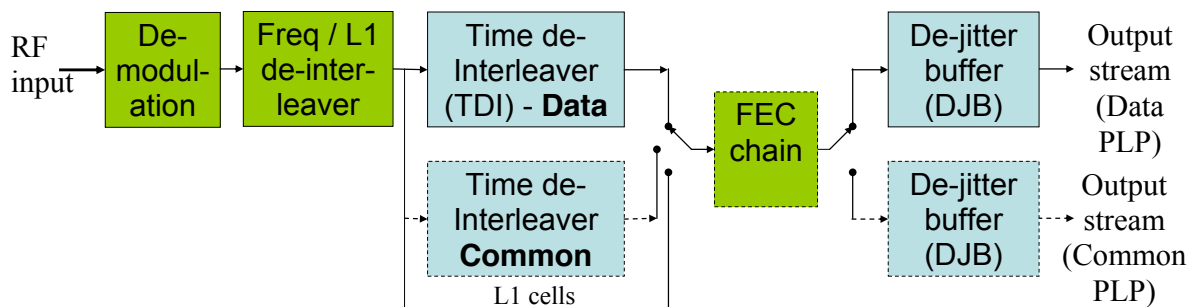 RF
input
De-
modul-
ation
Freq / L1
de-inter-
leaver
Time de-
Interleaver
(TDI) - Data
Time de-
Interleaver
Common
L1 cells
FEC
chain
De-jitter
buffer
(DJB)
Output
stream
(Data
PLP)
De-jitter
buffer
(DJB)
Output
stream
(Common
PLP)